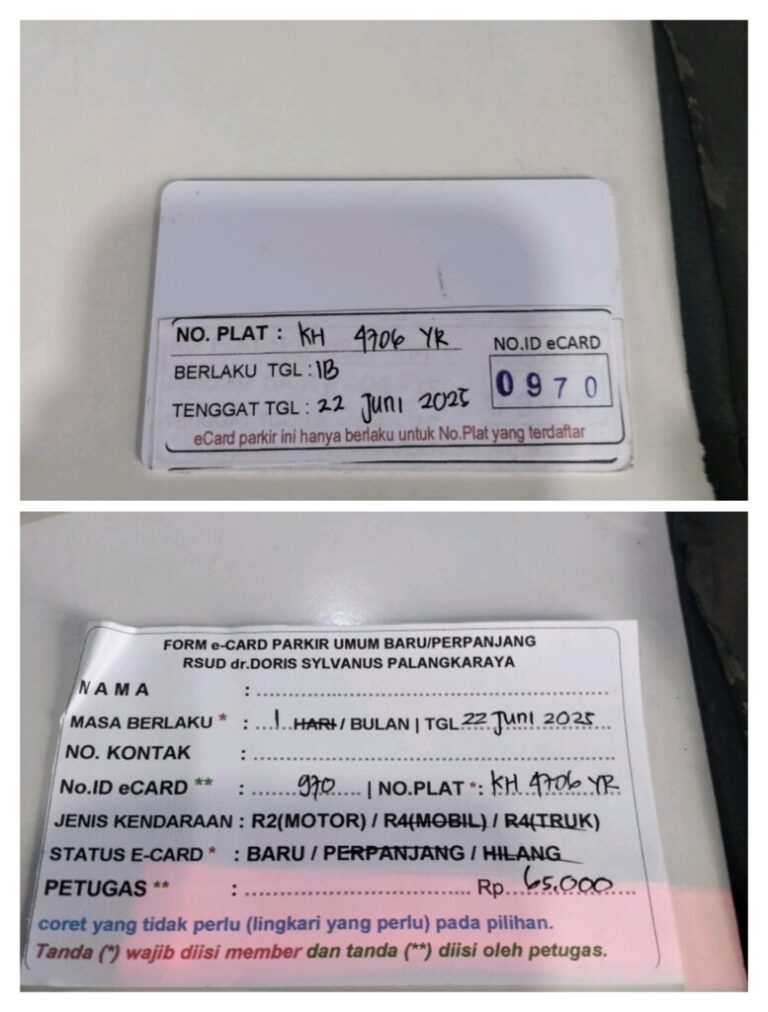 NO. PLAT : KH 4706 YR
NO.ID eCARD
BERLAKU TGL : 1B
0970
TENGGAT TGL : 22 Juni 2025
eCard parkir ini hanya berlaku untuk No.Plat yang terdaftar
FORM e-CARD PARKIR UMUM BARU/PERPANJANG
RSUD dr.DORIS SYLVANUS PALANGKARAYA
NAMA : ........................................
MASA BERLAKU * : ...1..HARI / BULAN | TGL 22 Juni 2025
NO. KONTAK : ........................................
No.ID eCARD ** : ........970..... | NO.PLAT *: KH 4706 YR
JENIS KENDARAAN : R2(MOTOR) / R4(MOBIL) / R4(TRUK)
STATUS E-CARD * : BARU / PERPANJANG / HILANG
PETUGAS ** : ........................ Rp...65.000......
coret yang tidak perlu (lingkari yang perlu) pada pilihan.
Tanda (*) wajib diisi member dan tanda (**) diisi oleh petugas.